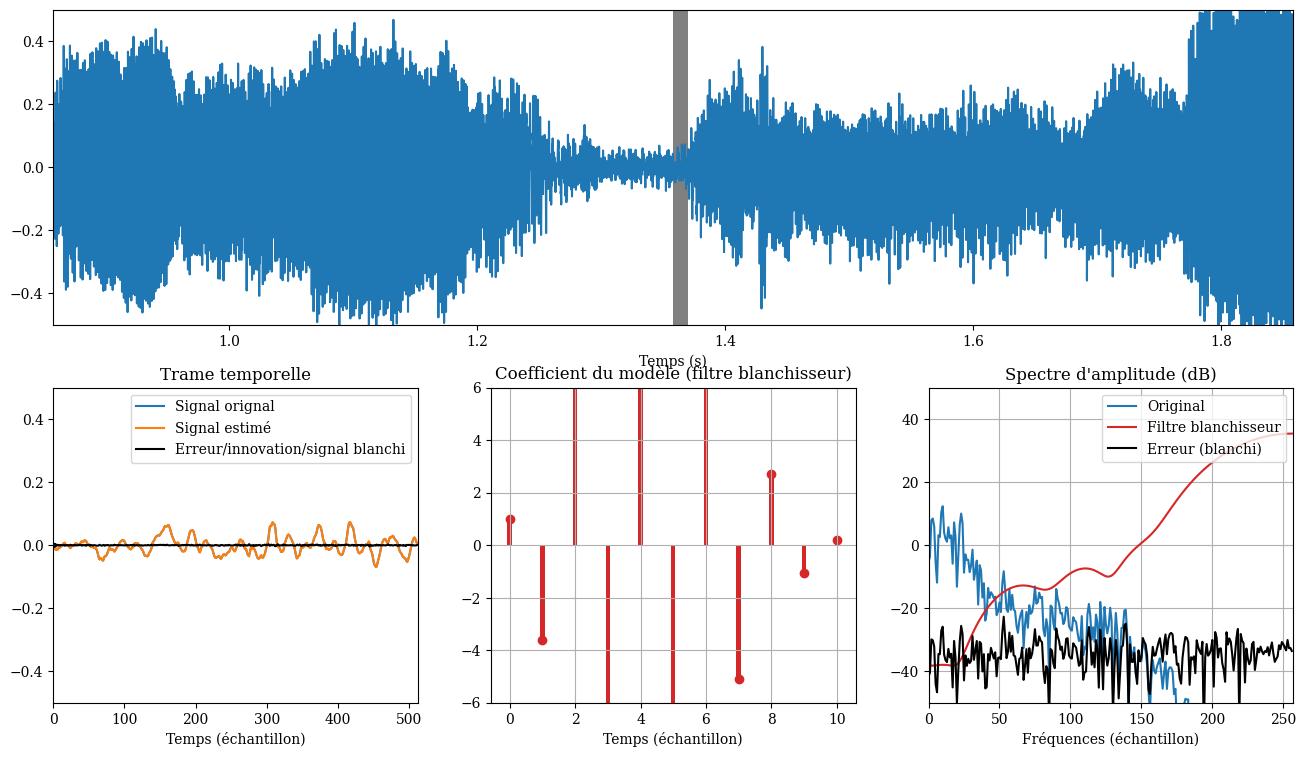 0.4
0.2
0.0
−0.2
−0.4
1.0 1.2 1.4 1.6 1.8
Temps (s)
Trame temporelle
Signal orignal
Signal estimé
Erreur/innovation/signal blanchi
0.4
0.2
0.0
−0.2
−0.4
0 100 200 300 400 500
Temps (échantillon)
Coefficient du modèle (filtre blanchisseur)
6
4
2
0
−2
−4
−6
0 2 4 6 8 10
Temps (échantillon)
Spectre d'amplitude (dB)
Original
Filtre blanchisseur
Erreur (blanchi)
40
20
0
−20
−40
0 50 100 150 200 250
Fréquences (échantillon)